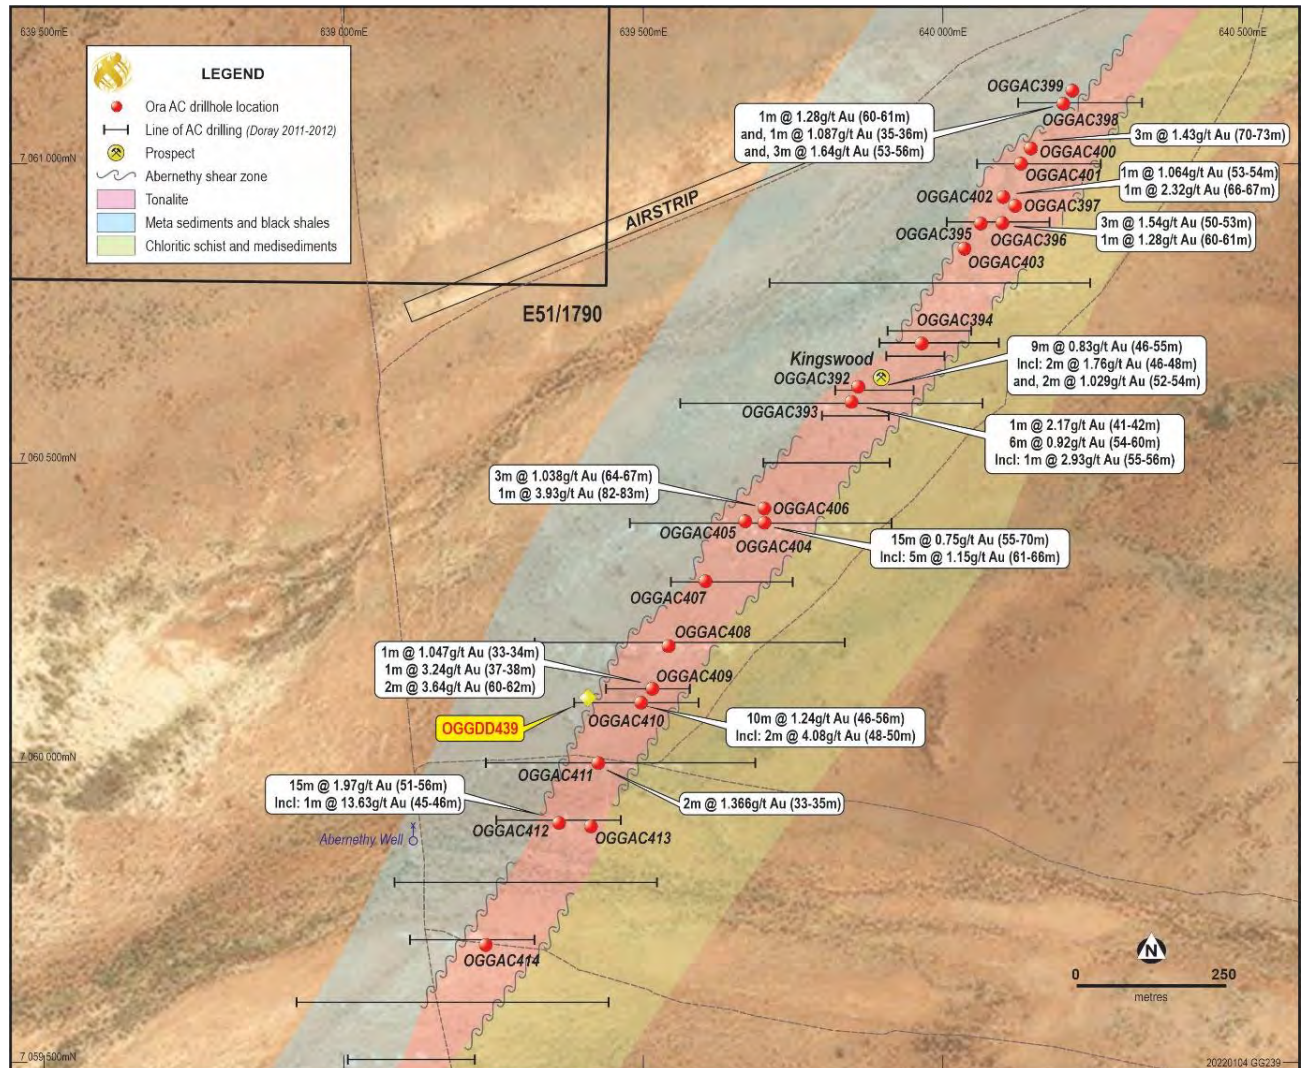 639 500mE
638 000mE
639 500mE
640 000mE
640 500mE
LEGEND
Ora AC drillhole location
Line of AC drilling (Doray 2011-2012)
Prospect
Abernethy shear zone
Tonalite
Meta sediments and black shales
Chloritic schist and medisediments
7 061 000mN
7 060 500mN
7 060 000mN
7 059 500mN
AIRSTRIP
E51/1790
OGGAC399
OGGAC398
1m @ 1.28g/t Au (60-61m)
and, 1m @ 1.087g/t Au (35-36m)
and, 3m @ 1.64g/t Au (53-56m)
3m @ 1.43g/t Au (70-73m)
OGGAC400
OGGAC401
1m @ 1.064g/t Au (53-54m)
1m @ 2.32g/t Au (66-67m)
OGGAC402
OGGAC397
3m @ 1.54g/t Au (50-53m)
1m @ 1.28g/t Au (60-61m)
OGGAC395
OGGAC396
OGGAC403
OGGAC394
Kingswood
9m @ 0.83g/t Au (46-55m)
Incl: 2m @ 1.76g/t Au (46-48m)
and, 2m @ 1.029g/t Au (52-54m)
OGGAC392
OGGAC393
1m @ 2.17g/t Au (41-42m)
6m @ 0.92g/t Au (54-60m)
Incl: 1m @ 2.93g/t Au (55-56m)
3m @ 1.038g/t Au (64-67m)
1m @ 3.93g/t Au (82-83m)
OGGAC406
OGGAC405
OGGAC404
15m @ 0.75g/t Au (55-70m)
Incl: 5m @ 1.15g/t Au (61-66m)
OGGAC407
OGGAC408
1m @ 1.047g/t Au (33-34m)
1m @ 3.24g/t Au (37-38m)
2m @ 3.64g/t Au (60-62m)
OGGAC409
OGGDD439
OGGAC410
10m @ 1.24g/t Au (46-56m)
Incl: 2m @ 4.08g/t Au (48-50m)
OGGAC411
15m @ 1.97g/t Au (51-56m)
Incl: 1m @ 13.63g/t Au (45-46m)
2m @ 1.366g/t Au (33-35m)
OGGAC412
OGGAC413
Abernethy Well
OGGAC414
N
0
250
metres
20220104 GG239